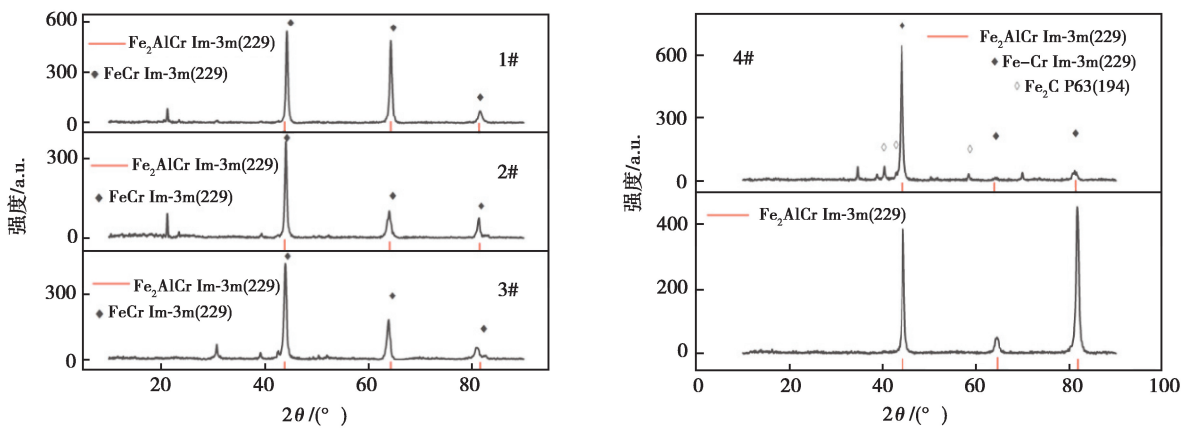 强度/a.u.
600
300
0
Fe₂AlCr Im-3m(229)
FeCr Im-3m(229)
1#
300
0
Fe₂AlCr Im-3m(229)
FeCr Im-3m(229)
2#
300
0
Fe₂AlCr Im-3m(229)
FeCr Im-3m(229)
3#
20 40 60 80
2θ/(°)
强度/a.u.
600
300
0
4#
Fe₂AlCr Im-3m(229)
Fe-Cr Im-3m(229)
Fe₂C P63(194)
400
200
0
Fe₂AlCr Im-3m(229)
0 20 40 60 80 100
2θ/(°)